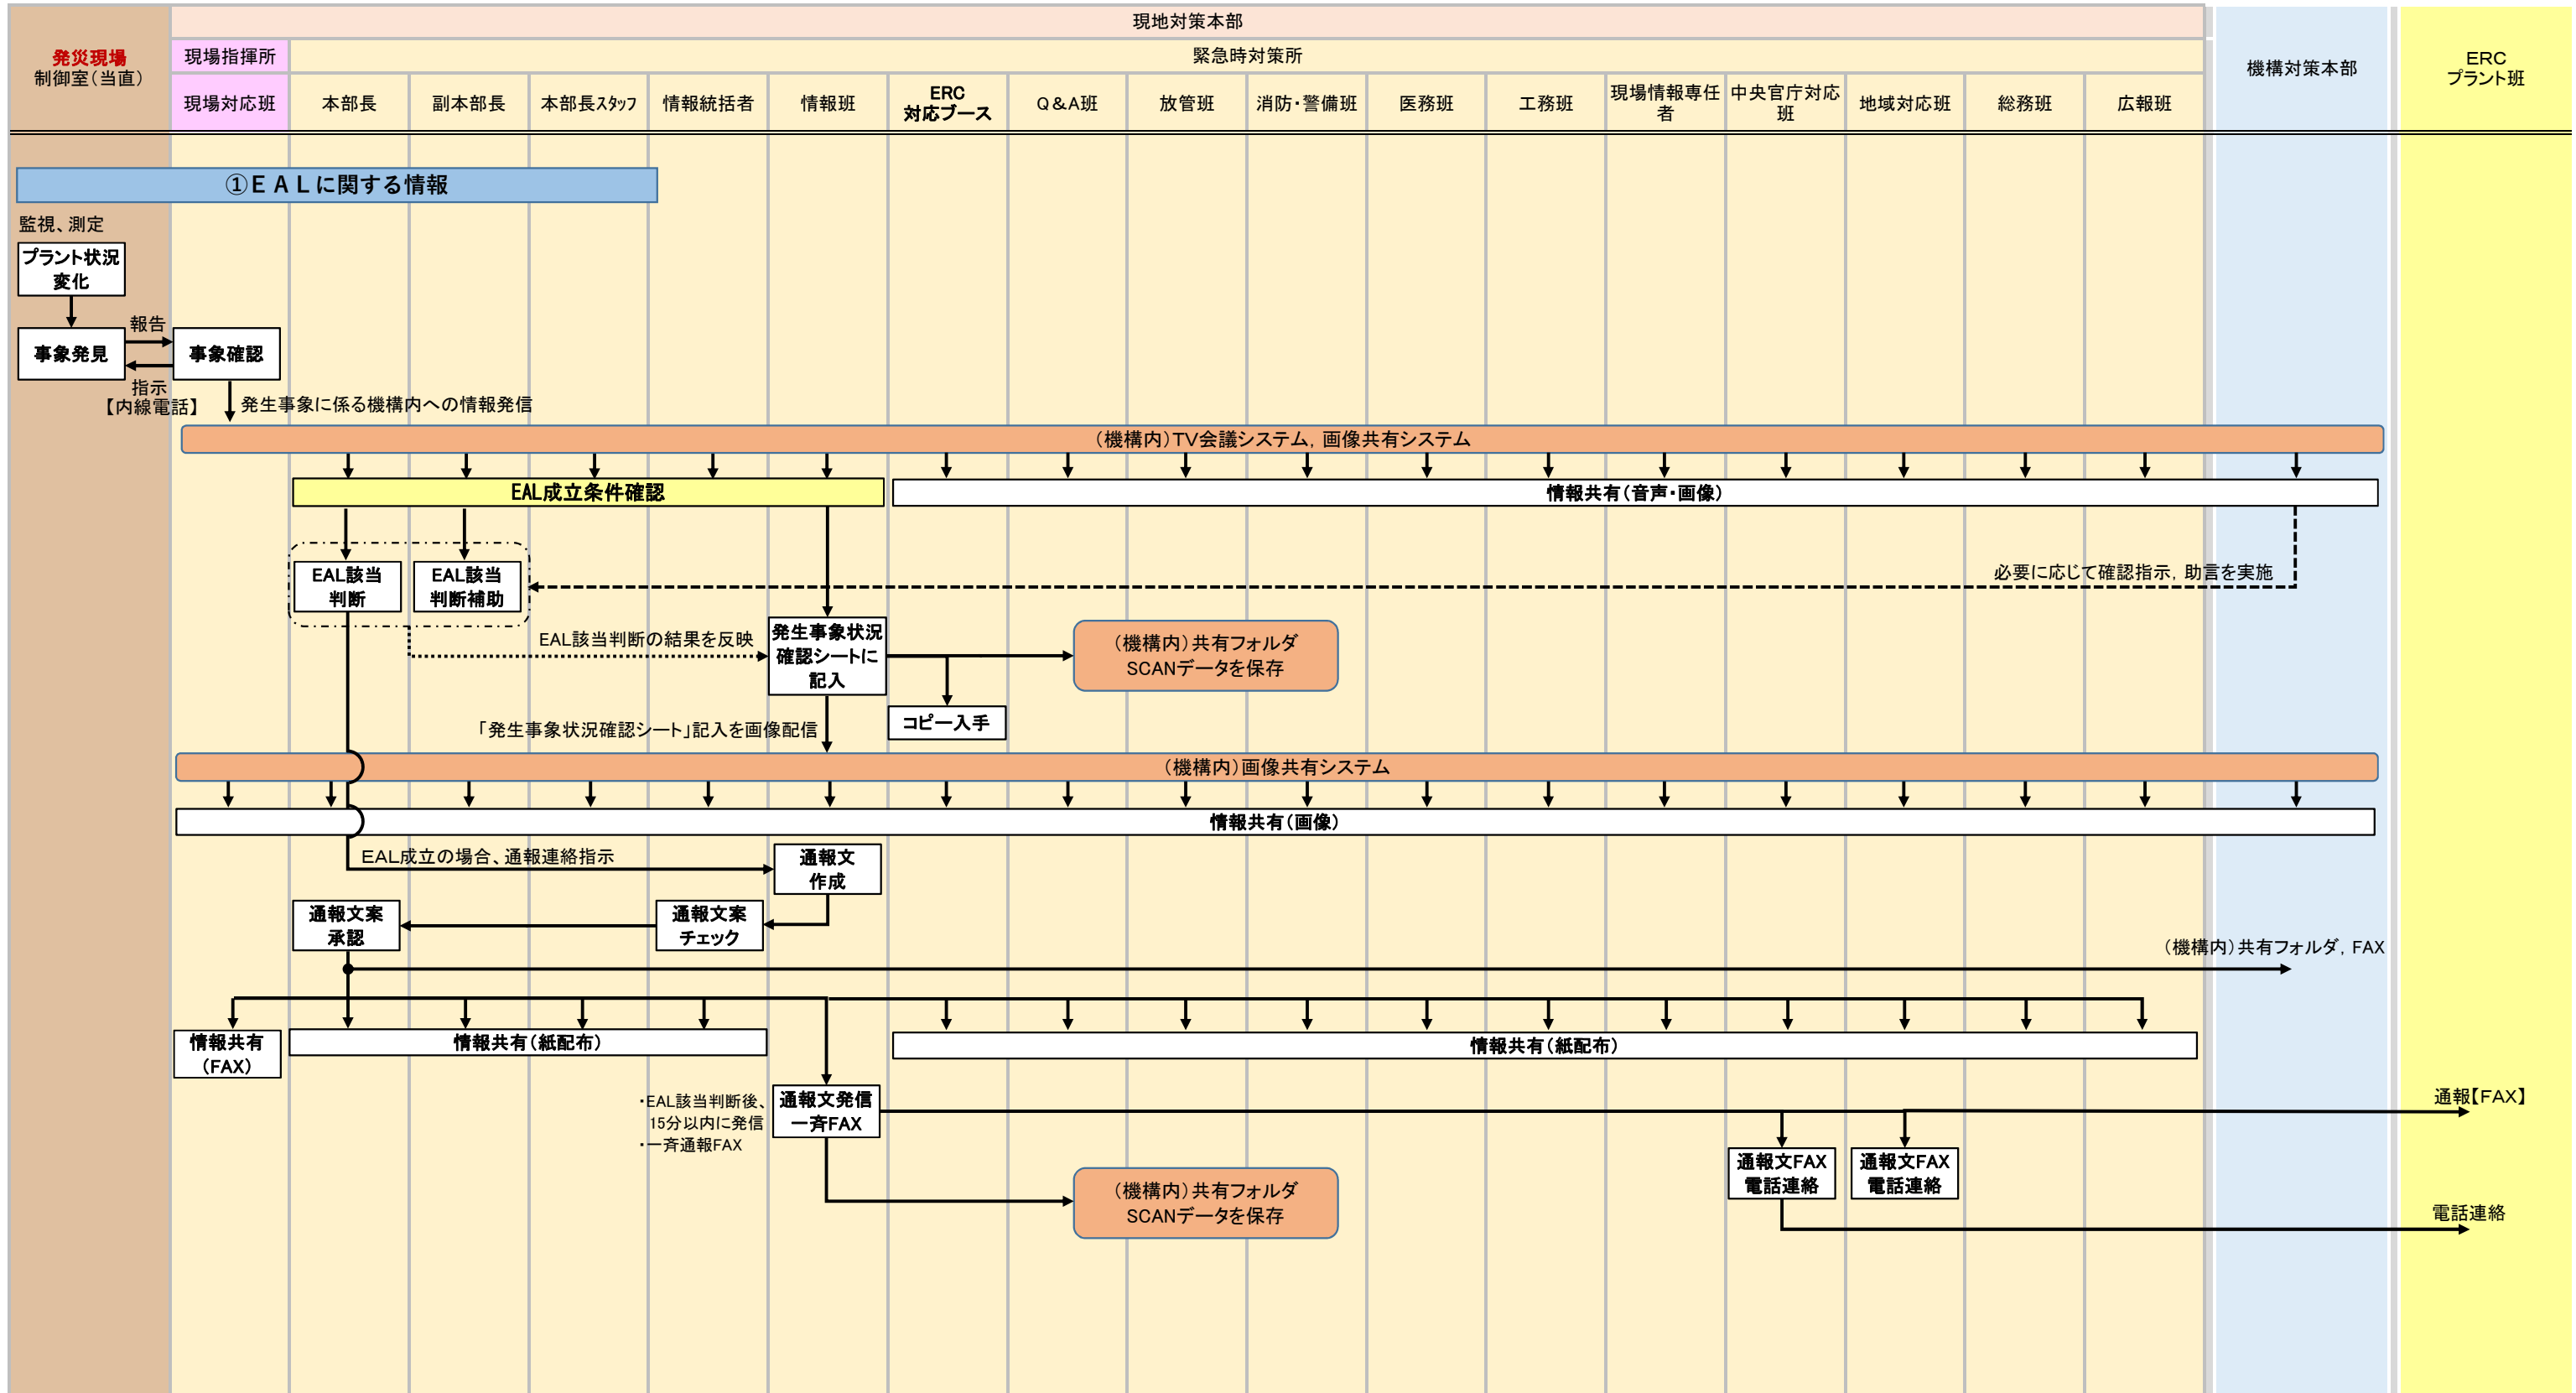 現地対策本部
発災現場
制御室(当直)
現場指揮所
緊急時対策所
機構対策本部
ERC
プラント班
現場対応班
本部長
副本部長
本部長スタッフ
情報統括者
情報班
ERC
対応ブース
Q&A班
放管班
消防・警備班
医務班
工務班
現場情報専任
者
中央官庁対応
班
地域対応班
総務班
広報班
①EALに関する情報
監視、測定
プラント状況
変化
報告
事象発見
事象確認
指示
【内線電話】
発生事象に係る機構内への情報発信
(機構内)TV会議システム, 画像共有システム
EAL成立条件確認
情報共有(音声・画像)
EAL該当
判断
EAL該当
判断補助
必要に応じて確認指示, 助言を実施
EAL該当判断の結果を反映
発生事象状況
確認シートに
記入
(機構内)共有フォルダ
SCANデータを保存
コピー入手
「発生事象状況確認シート」記入を画像配信
(機構内)画像共有システム
情報共有(画像)
EAL成立の場合、通報連絡指示
通報文
作成
通報文案
承認
通報文案
チェック
(機構内)共有フォルダ, FAX
情報共有
(FAX)
情報共有(紙配布)
情報共有(紙配布)
・EAL該当判断後、
15分以内に発信
・一斉通報FAX
通報文発信
一斉FAX
通報【FAX】
通報文FAX
電話連絡
通報文FAX
電話連絡
(機構内)共有フォルダ
SCANデータを保存
電話連絡